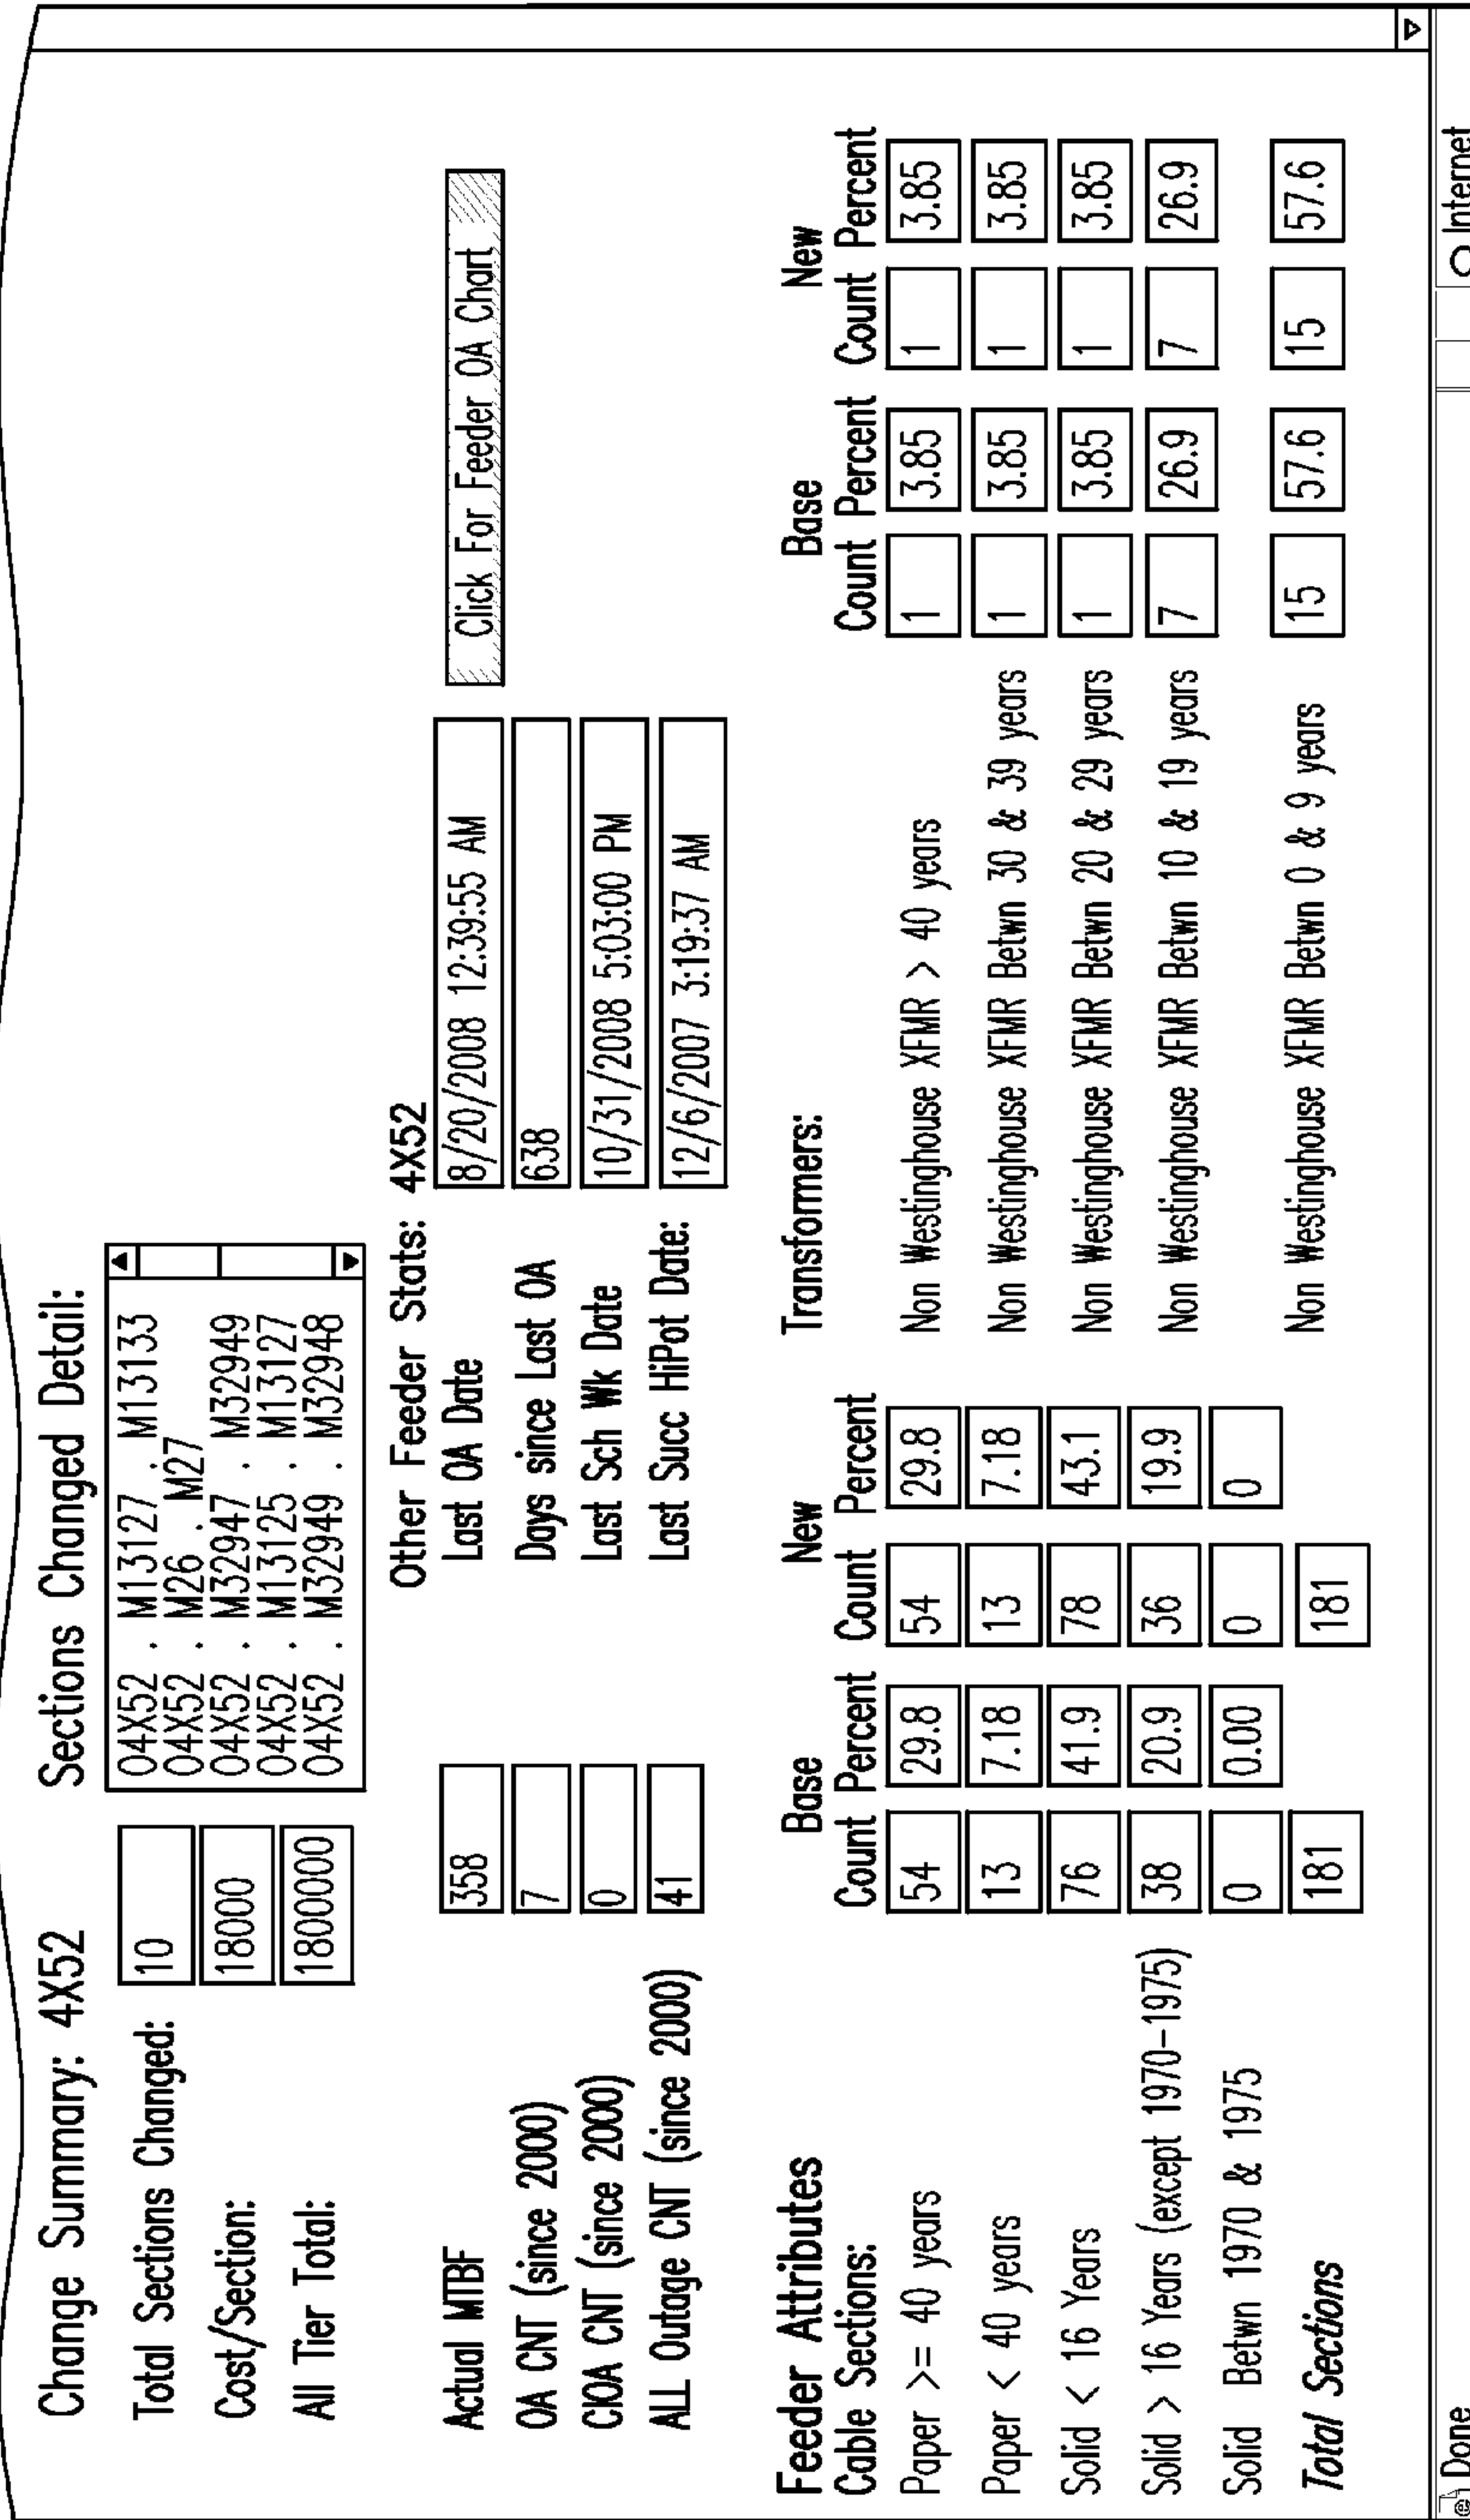 Change Summary: 4X52
Sections Changed Detail:
Total Sections Changed: 10
Cost/Section: 18000
All Tier Total: 1800000
04X52 . M13127 . M13133
04X52 . M26 . M27
04X52 . M32947 . M32949
04X52 . M13125 . M13127
04X52 . M32949 . M32948
Other Feeder Stats: 4X52
Actual MTBF 358 Last OA Date 8/20/2008 12:39:55 AM Click For Feeder OA Chart
OA CNT (since 2000) 7 Days since Last OA 638
CIOA CNT (since 2000) 0 Last Sch Wk Date 10/31/2008 5:03:00 PM
ALL Outage CNT (since 2000) 41 Last Succ HiPot Date: 12/6/2007 3:19:37 AM
Feeder Attributes Base New Transformers: Base New
Cable Sections: Count Percent Count Percent Count Percent Count Percent
Paper >= 40 years 54 29.8 54 29.8 Non Westinghouse XFMR > 40 years 1 3.85 1 3.85
Paper < 40 years 13 7.18 13 7.18 Non Westinghouse XFMR Betwn 30 & 39 years 1 3.85 1 3.85
Solid < 16 Years 76 41.9 78 43.1 Non Westinghouse XFMR Betwn 20 & 29 years 1 3.85 1 3.85
Solid > 16 Years (except 1970-1975) 38 20.9 36 19.9 Non Westinghouse XFMR Betwn 10 & 19 years 7 26.9 7 26.9
Solid Betwn 1970 & 1975 0 0.00 0 0 Non Westinghouse XFMR Betwn 0 & 9 years 15 57.6 15 57.6
Total Sections 181 181
Done Internet